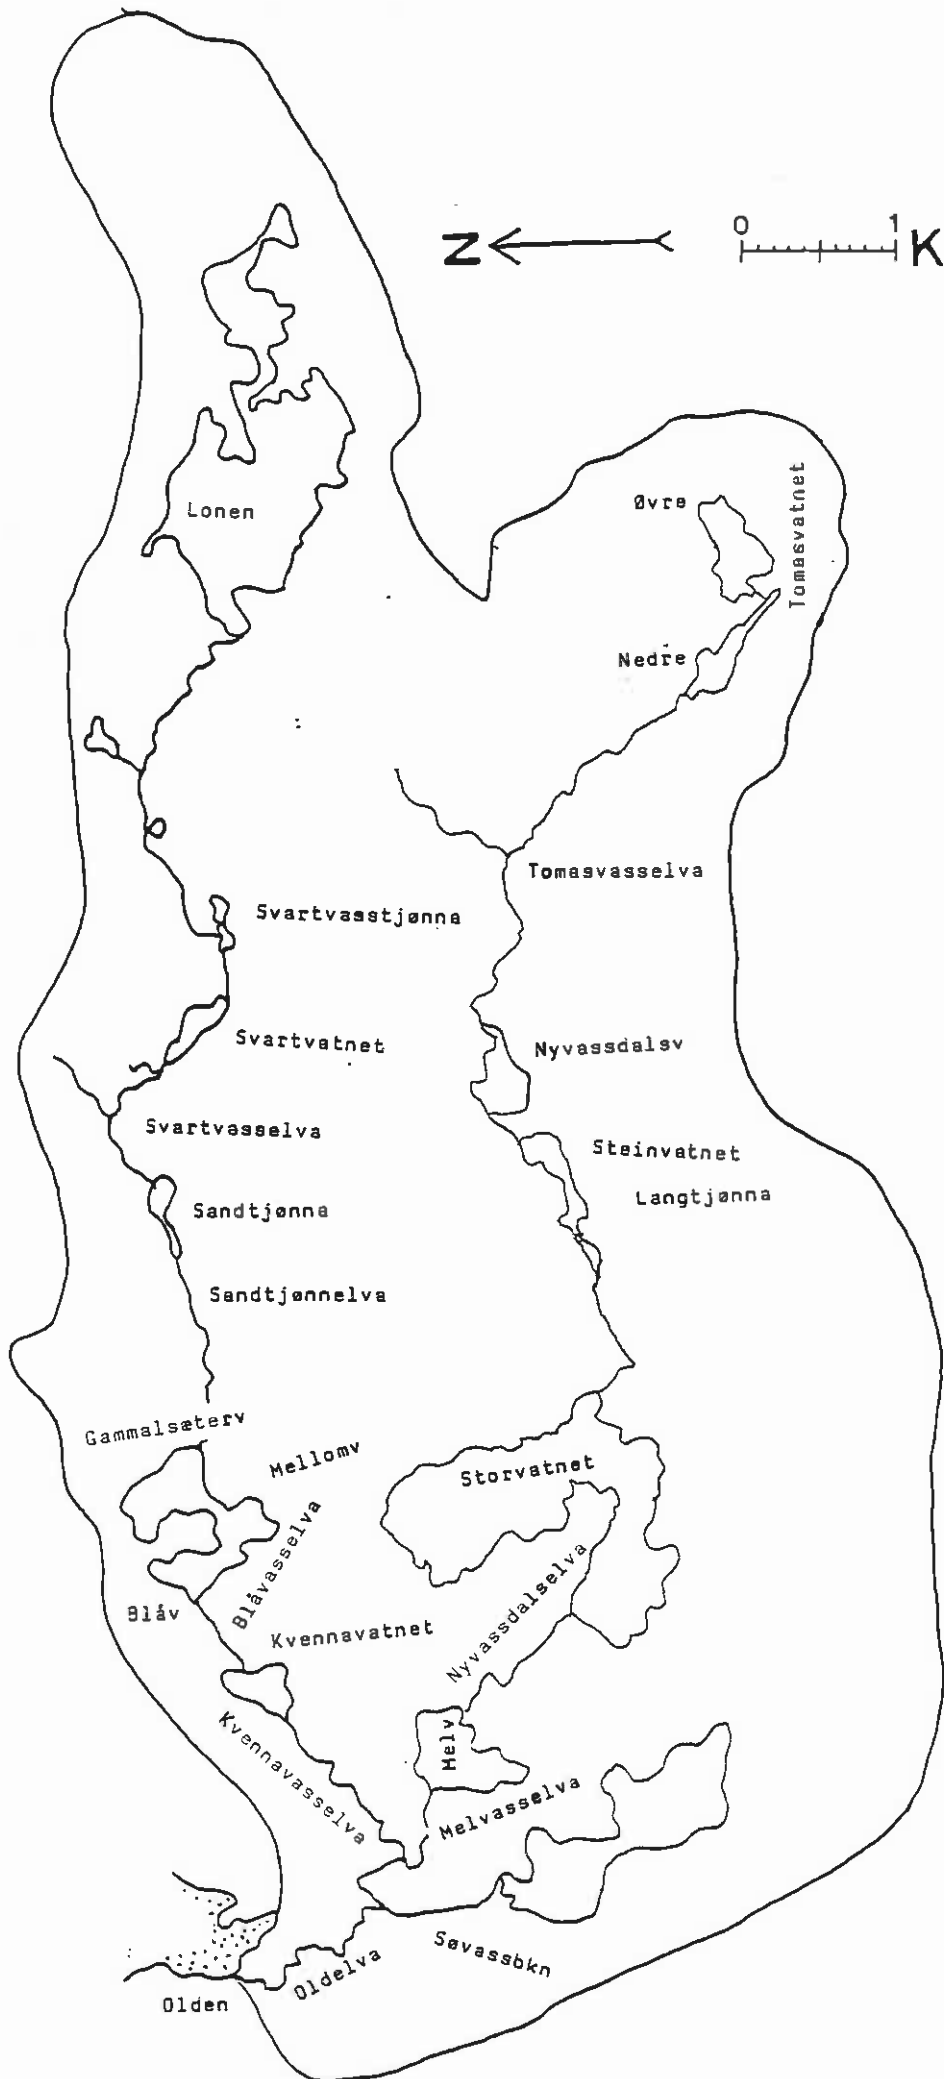 Z
0 1
K
Lonen
Øvre
Tomasvatnet
Nedre
Tomasvasselva
Svartvasstjønna
Svartvatnet
Nyvassdalsv
Svartvasselva
Steinvatnet
Langtjønna
Sandtjønna
Sandtjønnelva
Gammalsæterv
Mellomv
Storvatnet
Blåvasselva
Blåv
Kvennavatnet
Nyvassdalselva
Kvennavasselva
Melv
Melvasselva
Søvassbkn
Oldelva
Olden